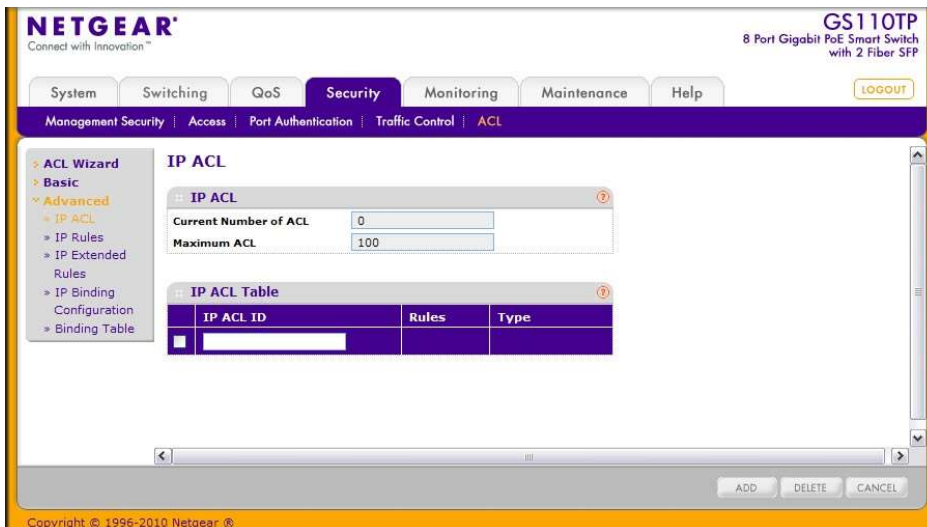 NETGEAR®
Connect with Innovation™
GS110TP
8 Port Gigabit PoE Smart Switch
with 2 Fiber SFP
System Switching QoS Security Monitoring Maintenance Help LOGOUT
Management Security Access Port Authentication Traffic Control ACL
ACL Wizard
Basic
Advanced
» IP ACL
» IP Rules
» IP Extended
Rules
» IP Binding
Configuration
» Binding Table
IP ACL
IP ACL ?
Current Number of ACL 0
Maximum ACL 100
IP ACL Table ?
IP ACL ID Rules Type
ADD DELETE CANCEL
Copyright © 1996-2010 Netgear ®